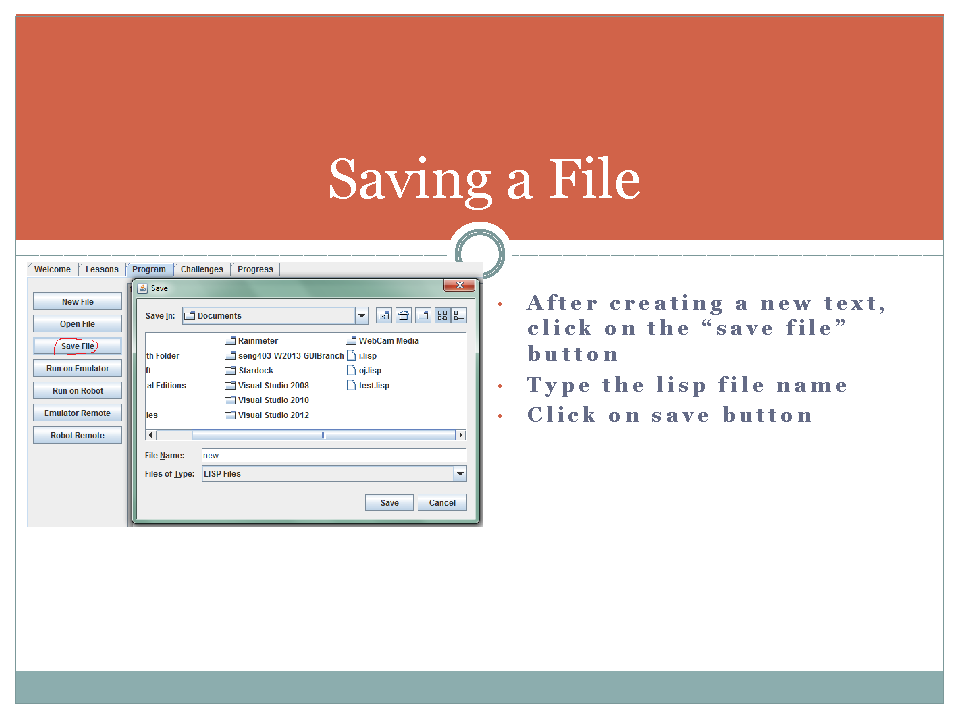 Saving a File
Welcome Lessons Program Challenges Progress
New File
Open File
Save File
Run on Emulator
Run on Robot
Emulator Remote
Robot Remote
Save
Save in: Documents
Rainmeter WebCam Media
th Folder seng403-W2013-GUIBranch i.lisp
ft Stardock oj.lisp
al Editions Visual Studio 2008 test.lisp
Visual Studio 2010
les Visual Studio 2012
File Name: new
Files of Type: LISP Files
Save Cancel
• After creating a new text,
click on the “save file”
button
• Type the lisp file name
• Click on save button